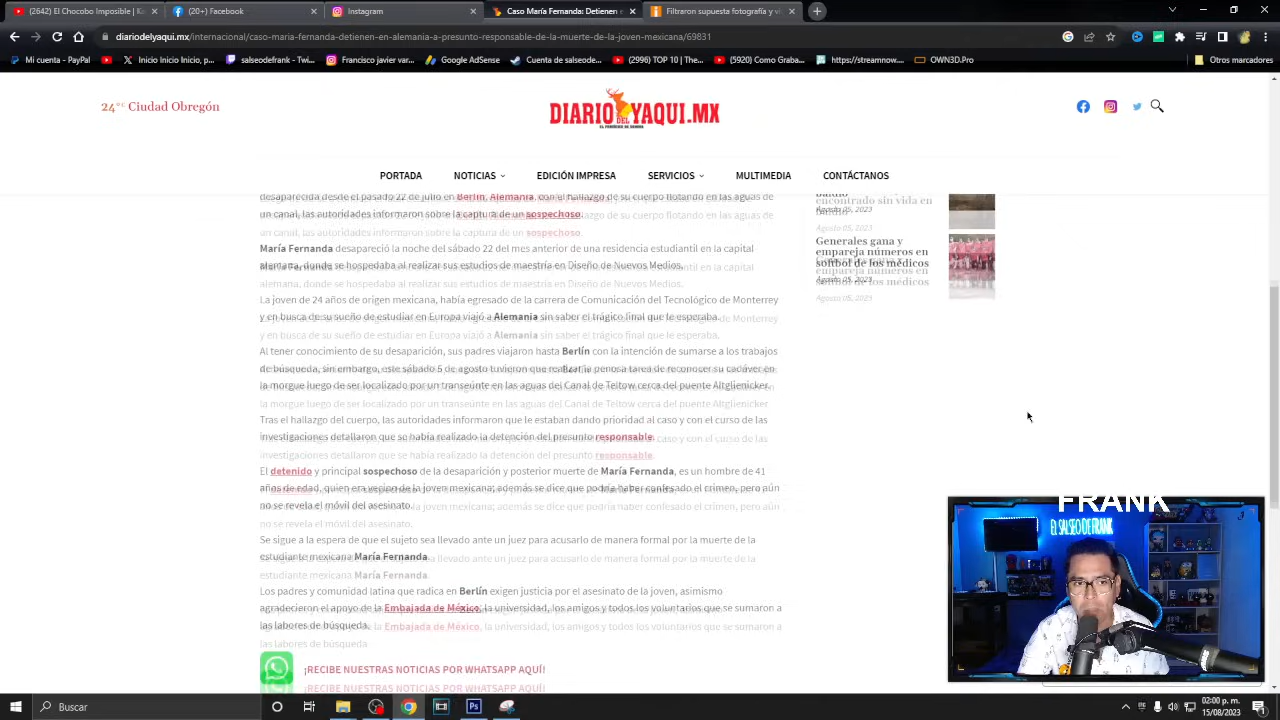 (2) El Chocobo Frank
(20+) Facebook
Instagram
Caso María Fernanda: Detienen e
Filtraron supuesta fotografía y vi
diariodelyaqui.mx/internacional/caso-maria-fernanda-detienen-en-alemania-presunto-responsable-de-la-muerte-de-la-joven-mexicana/69831
Mi cuenta - PayPal
Inicio Inicio Inicio, p...
salseodefrank - Twi...
Francisco javier var...
Google AdSense
Cuenta de salseode...
(2996) TOP 10 | The...
(5920) Como Graba...
https://streamnow...
OWN3D.Pro
Otros marcadores
24°C Ciudad Obregón
DIARIO DEL YAQUI.MX
PORTADA NOTICIAS EDICIÓN IMPRESA SERVICIOS MULTIMEDIA CONTÁCTANOS
desaparecida desde el pasado 22 de julio en Berlín, Alemania, con el hallazgo de su cuerpo flotando en las aguas de
un canal, las autoridades informaron sobre la captura de un sospechoso.
María Fernanda desapareció la noche del sábado 22 del mes anterior de una residencia estudiantil en la capital
alemana, donde se hospedaba al realizar sus estudios de maestría en Diseño de Nuevos Medios.
La joven de 24 años de origen mexicana, había egresado de la carrera de Comunicación del Tecnológico de Monterrey
y en busca de su sueño de estudiar en Europa viajó a Alemania sin saber el trágico final que le esperaba.
Al tener conocimiento de su desaparición, sus padres viajaron hasta Berlín con la intención de sumarse a los trabajos
de búsqueda, sin embargo, este sábado 5 de agosto tuvieron que realizar la penosa tarea de reconocer su cadáver en
la morgue luego de ser localizado por un transeúnte en las aguas del Canal de Teltow cerca del puente Altglienicker.
Tras el hallazgo del cuerpo, las autoridades informaron que le estaban dando prioridad al caso y con el curso de las
investigaciones detallaron que se había realizado la detención del presunto responsable.
El detenido y principal sospechoso de la desaparición y posterior muerte de María Fernanda, es un hombre de 41
años de edad, quien era vecino de la joven mexicana; además se dice que podría haber confesado el crimen, pero aún
no se revela el móvil del asesinato.
Se sigue a la espera de que el sujeto sea llevado ante un juez para acusarlo de manera formal por la muerte de la
estudiante mexicana María Fernanda.
Los padres y comunidad latina que radica en Berlín exigen justicia por el asesinato de la joven, asimismo
agradecieron el apoyo de la Embajada de México, la universidad, los amigos y todos los voluntarios que se sumaron a
las labores de búsqueda.
¡RECIBE NUESTRAS NOTICIAS POR WHATSAPP AQUÍ!
encontrado sin vida en
baldío
Agosto 05, 2023
Generales gana y
empareja números en
softbol de los médicos
Agosto 05, 2023
FRANK
EL SALSEO DE FRANK
Buscar
02:00 p. m.
15/08/2023